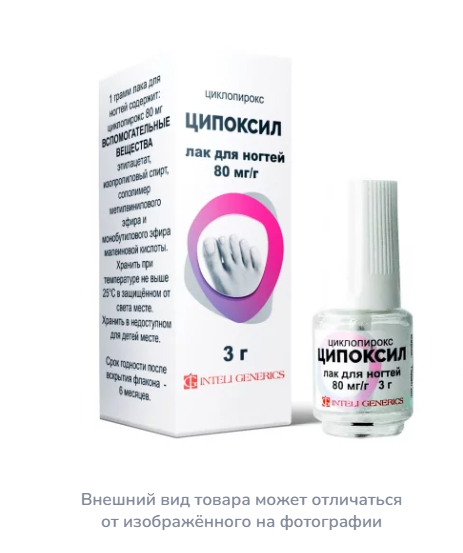 1 грамм лака для
ногтей содержит:
циклопирокс 80 мг
ВСПОМОГАТЕЛЬНЫЕ
ВЕЩЕСТВА
этилацетат,
изопропиловый спирт,
сополимер
метилвинилового
эфира и
монобутилового эфира
малеиновой кислоты.
Хранить при
температуре не выше
25°С в защищённом от
света месте.
Хранить в недоступном
для детей месте.
Срок годности после
вскрытия флакона -
6 месяцев.
циклопирокс
ЦИПОКСИЛ
лак для ногтей
80 мг/г
3 г
INTELI GENERICS
циклопирокс
ЦИПОКСИЛ
лак для ногтей
80 мг/г 3 г
INTELI GENERICS
Внешний вид товара может отличаться
от изображённого на фотографии